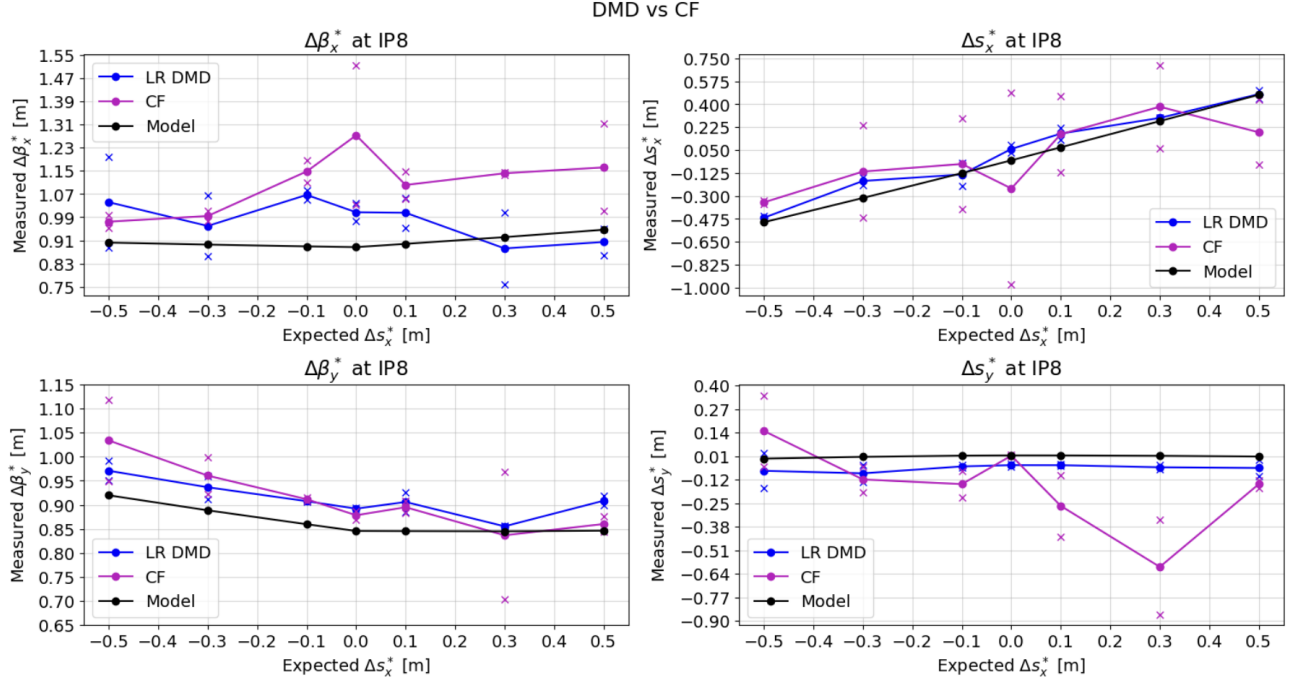 DMD vs CF
Δβ*x at IP8
1.55
1.47
1.39
1.31
1.23
1.15
1.07
0.99
0.91
0.83
0.75
Measured Δβ*x [m]
LR DMD
CF
Model
−0.5 −0.4 −0.3 −0.2 −0.1 0.0 0.1 0.2 0.3 0.4 0.5
Expected Δs*x [m]
Δs*x at IP8
0.750
0.575
0.400
0.225
0.050
−0.125
−0.300
−0.475
−0.650
−0.825
−1.000
Measured Δs*x [m]
LR DMD
CF
Model
−0.5 −0.4 −0.3 −0.2 −0.1 0.0 0.1 0.2 0.3 0.4 0.5
Expected Δs*x [m]
Δβ*y at IP8
1.15
1.10
1.05
1.00
0.95
0.90
0.85
0.80
0.75
0.70
0.65
Measured Δβ*y [m]
LR DMD
CF
Model
−0.5 −0.4 −0.3 −0.2 −0.1 0.0 0.1 0.2 0.3 0.4 0.5
Expected Δs*x [m]
Δs*y at IP8
0.40
0.27
0.14
0.01
−0.12
−0.25
−0.38
−0.51
−0.64
−0.77
−0.90
Measured Δs*y [m]
LR DMD
CF
Model
−0.5 −0.4 −0.3 −0.2 −0.1 0.0 0.1 0.2 0.3 0.4 0.5
Expected Δs*x [m]